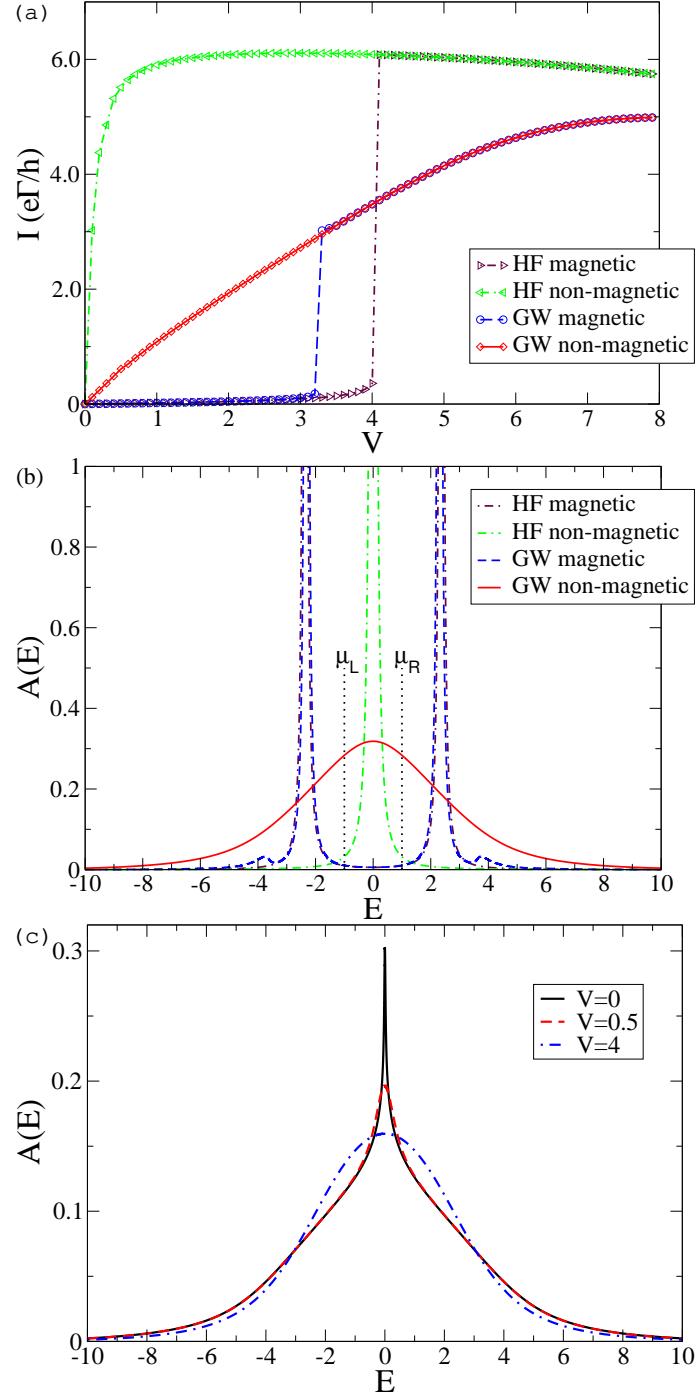 (a)
6.0
4.0
2.0
0
I (eΓ/h)
0 1 2 3 4 5 6 7 8
V
HF magnetic
HF non-magnetic
GW magnetic
GW non-magnetic
(b)
1
0.8
0.6
0.4
0.2
0
A(E)
μL
μR
-10 -8 -6 -4 -2 0 2 4 6 8 10
E
HF magnetic
HF non-magnetic
GW magnetic
GW non-magnetic
(c)
0.3
0.2
0.1
0
A(E)
-10 -8 -6 -4 -2 0 2 4 6 8 10
E
V=0
V=0.5
V=4